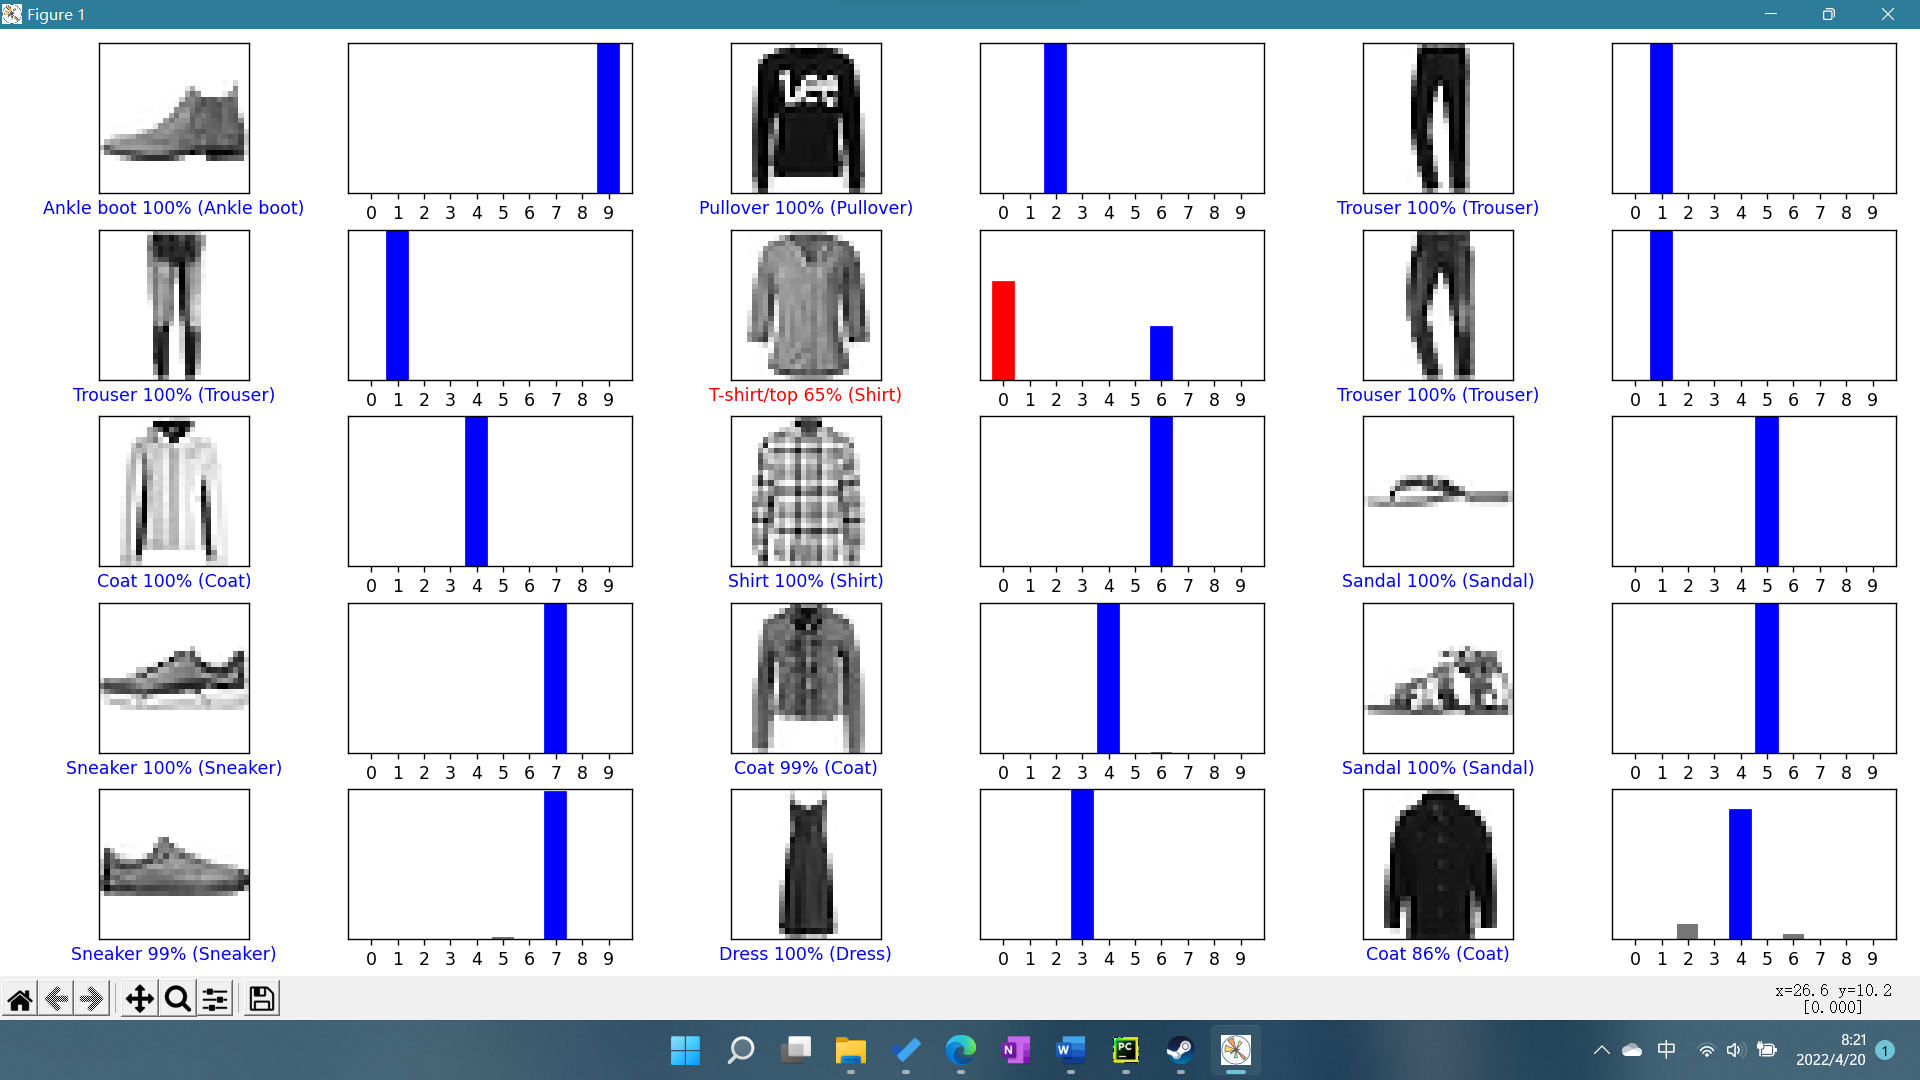 Figure 1
Lee
Ankle boot 100% (Ankle boot)
0 1 2 3 4 5 6 7 8 9
Pullover 100% (Pullover)
0 1 2 3 4 5 6 7 8 9
Trouser 100% (Trouser)
0 1 2 3 4 5 6 7 8 9
Trouser 100% (Trouser)
0 1 2 3 4 5 6 7 8 9
T-shirt/top 65% (Shirt)
0 1 2 3 4 5 6 7 8 9
Trouser 100% (Trouser)
0 1 2 3 4 5 6 7 8 9
Coat 100% (Coat)
0 1 2 3 4 5 6 7 8 9
Shirt 100% (Shirt)
0 1 2 3 4 5 6 7 8 9
Sandal 100% (Sandal)
0 1 2 3 4 5 6 7 8 9
Sneaker 100% (Sneaker)
0 1 2 3 4 5 6 7 8 9
Coat 99% (Coat)
0 1 2 3 4 5 6 7 8 9
Sandal 100% (Sandal)
0 1 2 3 4 5 6 7 8 9
Sneaker 99% (Sneaker)
0 1 2 3 4 5 6 7 8 9
Dress 100% (Dress)
0 1 2 3 4 5 6 7 8 9
Coat 86% (Coat)
0 1 2 3 4 5 6 7 8 9
x=26.6 y=10.2
[0.000]
N
W
PC
中
8:21
2022/4/20
1